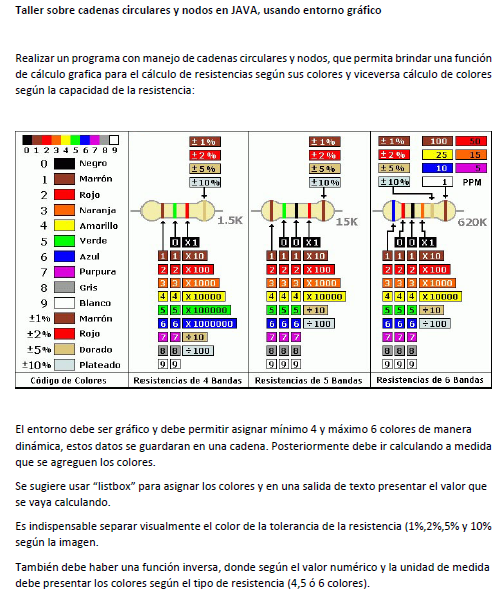 Taller sobre cadenas circulares y nodos en JAVA, usando entorno gráfico
Realizar un programa con manejo de cadenas circulares y nodos, que permita brindar una función
de cálculo grafica para el cálculo de resistencias según sus colores y viceversa cálculo de colores
según la capacidad de la resistencia:
0 1 2 3 4 5 6 7 8 9
0 Negro
1 Marrón
2 Rojo
3 Naranja
4 Amarillo
5 Verde
6 Azul
7 Purpura
8 Gris
9 Blanco
±1% Marrón
±2% Rojo
±5% Dorado
±10% Plateado
Código de Colores
±1%
±2%
±5%
±10%
1.5K
0 X1
1 1 X10
2 2 X100
3 3 X1000
4 4 X10000
5 5 X100000
6 6 X1000000
7 7 ÷10
8 8 ÷100
9 9
Resistencias de 4 Bandas
±1%
±2%
±5%
±10%
15K
0 0 X1
1 1 1 X10
2 2 2 X100
3 3 3 X1000
4 4 4 X10000
5 5 5 ÷10
6 6 6 ÷100
7 7 7
8 8 8
9 9 9
Resistencias de 5 Bandas
±1% 100 50
±2% 25 15
±5% 10 5
±10% 1 PPM
620K
0 0 X1
1 1 1 X10
2 2 2 X100
3 3 3 X1000
4 4 4 X10000
5 5 5 ÷10
6 6 6 ÷100
7 7 7
8 8 8
9 9 9
Resistencias de 6 Bandas
El entorno debe ser gráfico y debe permitir asignar mínimo 4 y máximo 6 colores de manera
dinámica, estos datos se guardaran en una cadena. Posteriormente debe ir calculando a medida
que se agreguen los colores.
Se sugiere usar “listbox” para asignar los colores y en una salida de texto presentar el valor que
se vaya calculando.
Es indispensable separar visualmente el color de la tolerancia de la resistencia (1%,2%,5% y 10%
según la imagen.
También debe haber una función inversa, donde según el valor numérico y la unidad de medida
debe presentar los colores según el tipo de resistencia (4,5 ó 6 colores).